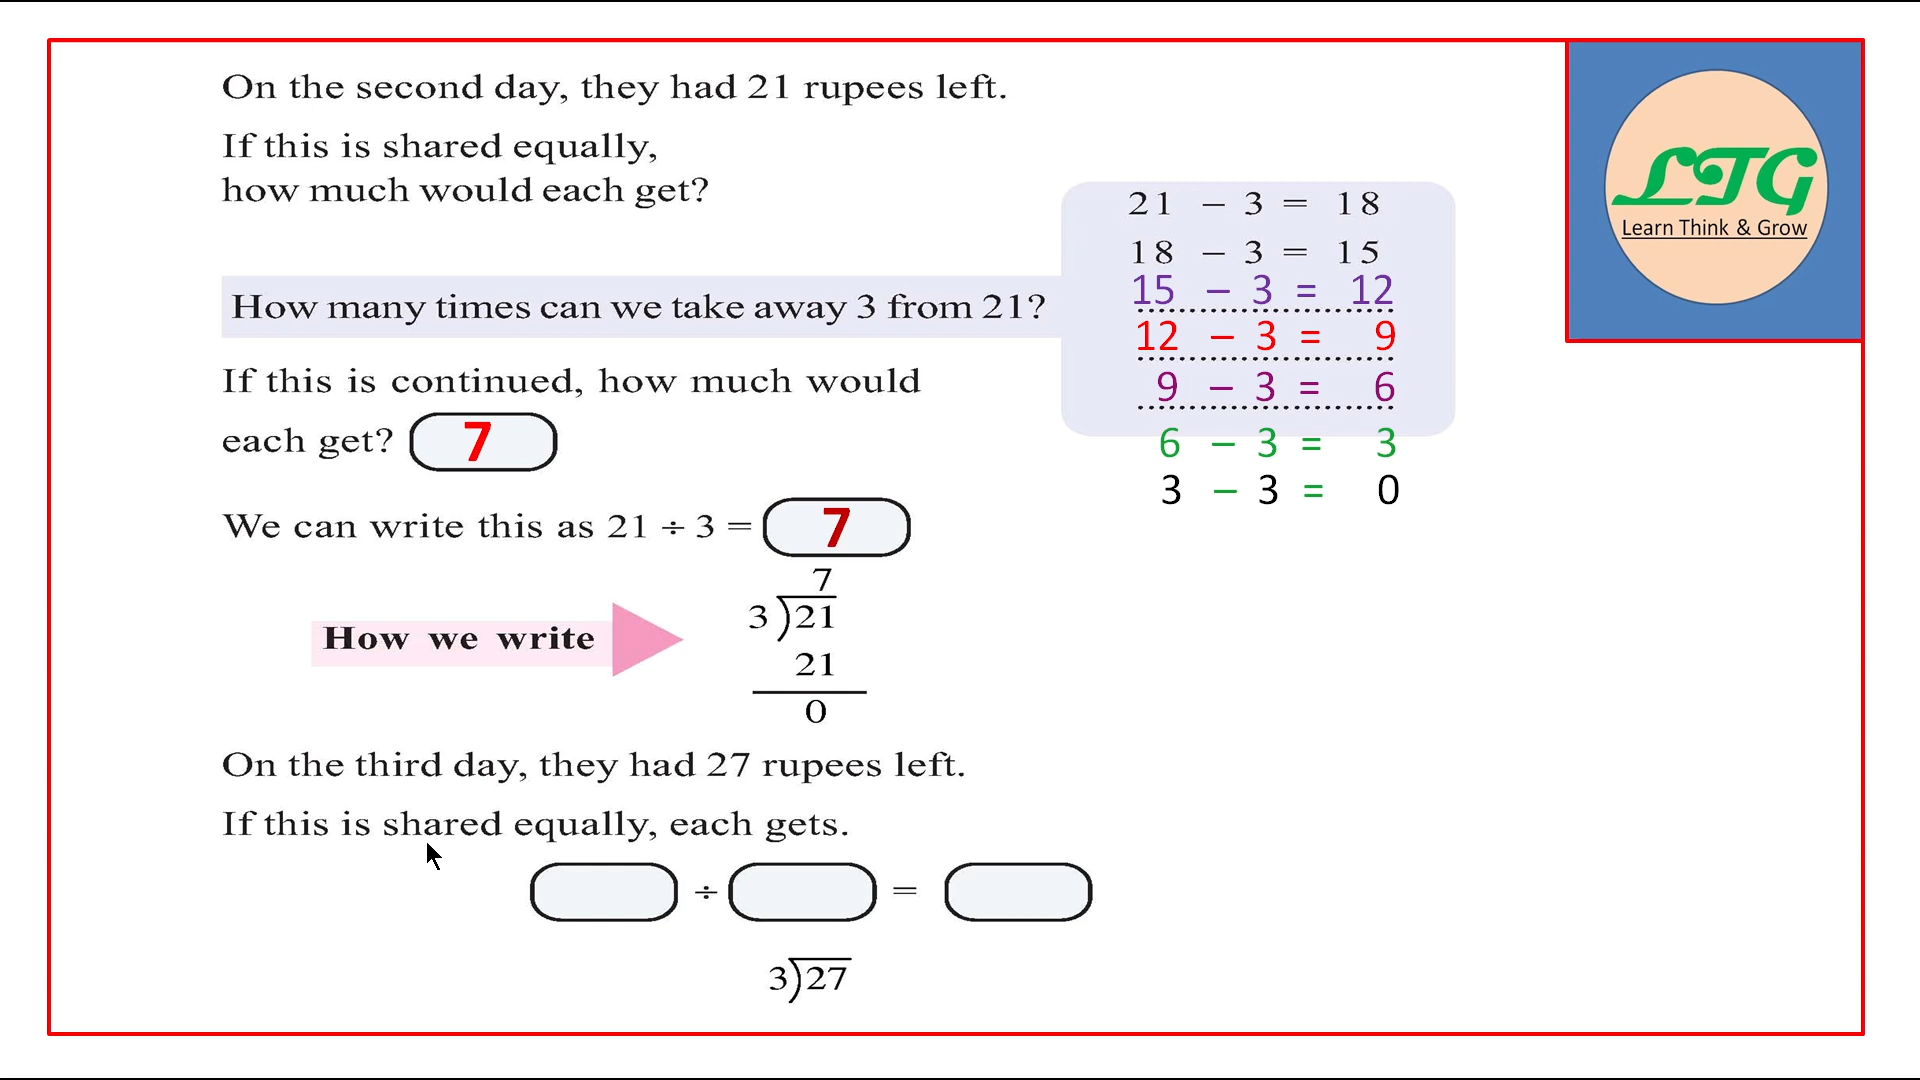 On the second day, they had 21 rupees left.
If this is shared equally,
how much would each get?
21 − 3 = 18
18 − 3 = 15
15 − 3 = 12
12 − 3 = 9
9 − 3 = 6
6 − 3 = 3
3 − 3 = 0
LTG
Learn Think & Grow
How many times can we take away 3 from 21?
If this is continued, how much would
each get? 7
We can write this as 21 ÷ 3 = 7
How we write
7
3)21
21
0
On the third day, they had 27 rupees left.
If this is shared equally, each gets.
÷ =
3)27